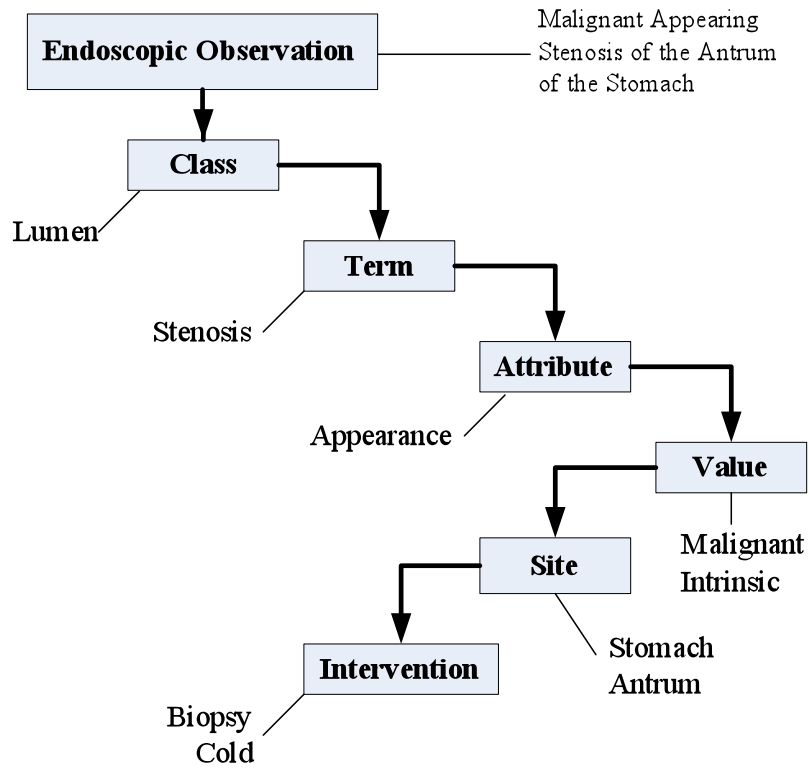 Endoscopic Observation
Malignant Appearing
Stenosis of the Antrum
of the Stomach
Class
Lumen
Term
Stenosis
Attribute
Appearance
Value
Malignant
Intrinsic
Site
Stomach
Antrum
Intervention
Biopsy
Cold